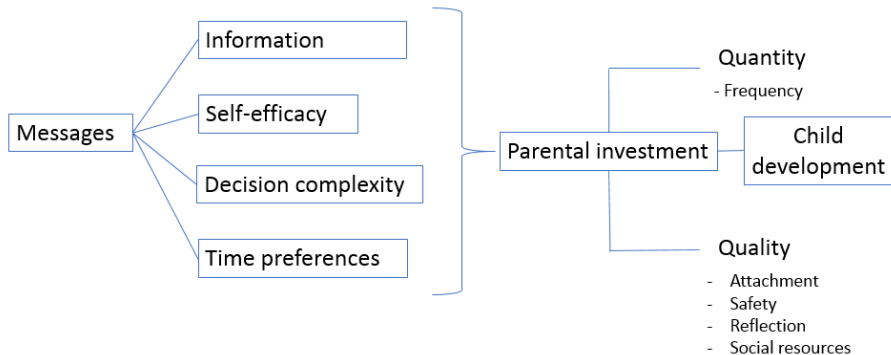 Messages
Information
Self-efficacy
Decision complexity
Time preferences
Parental investment
Quantity
- Frequency
Child
development
Quality
- Attachment
- Safety
- Reflection
- Social resources